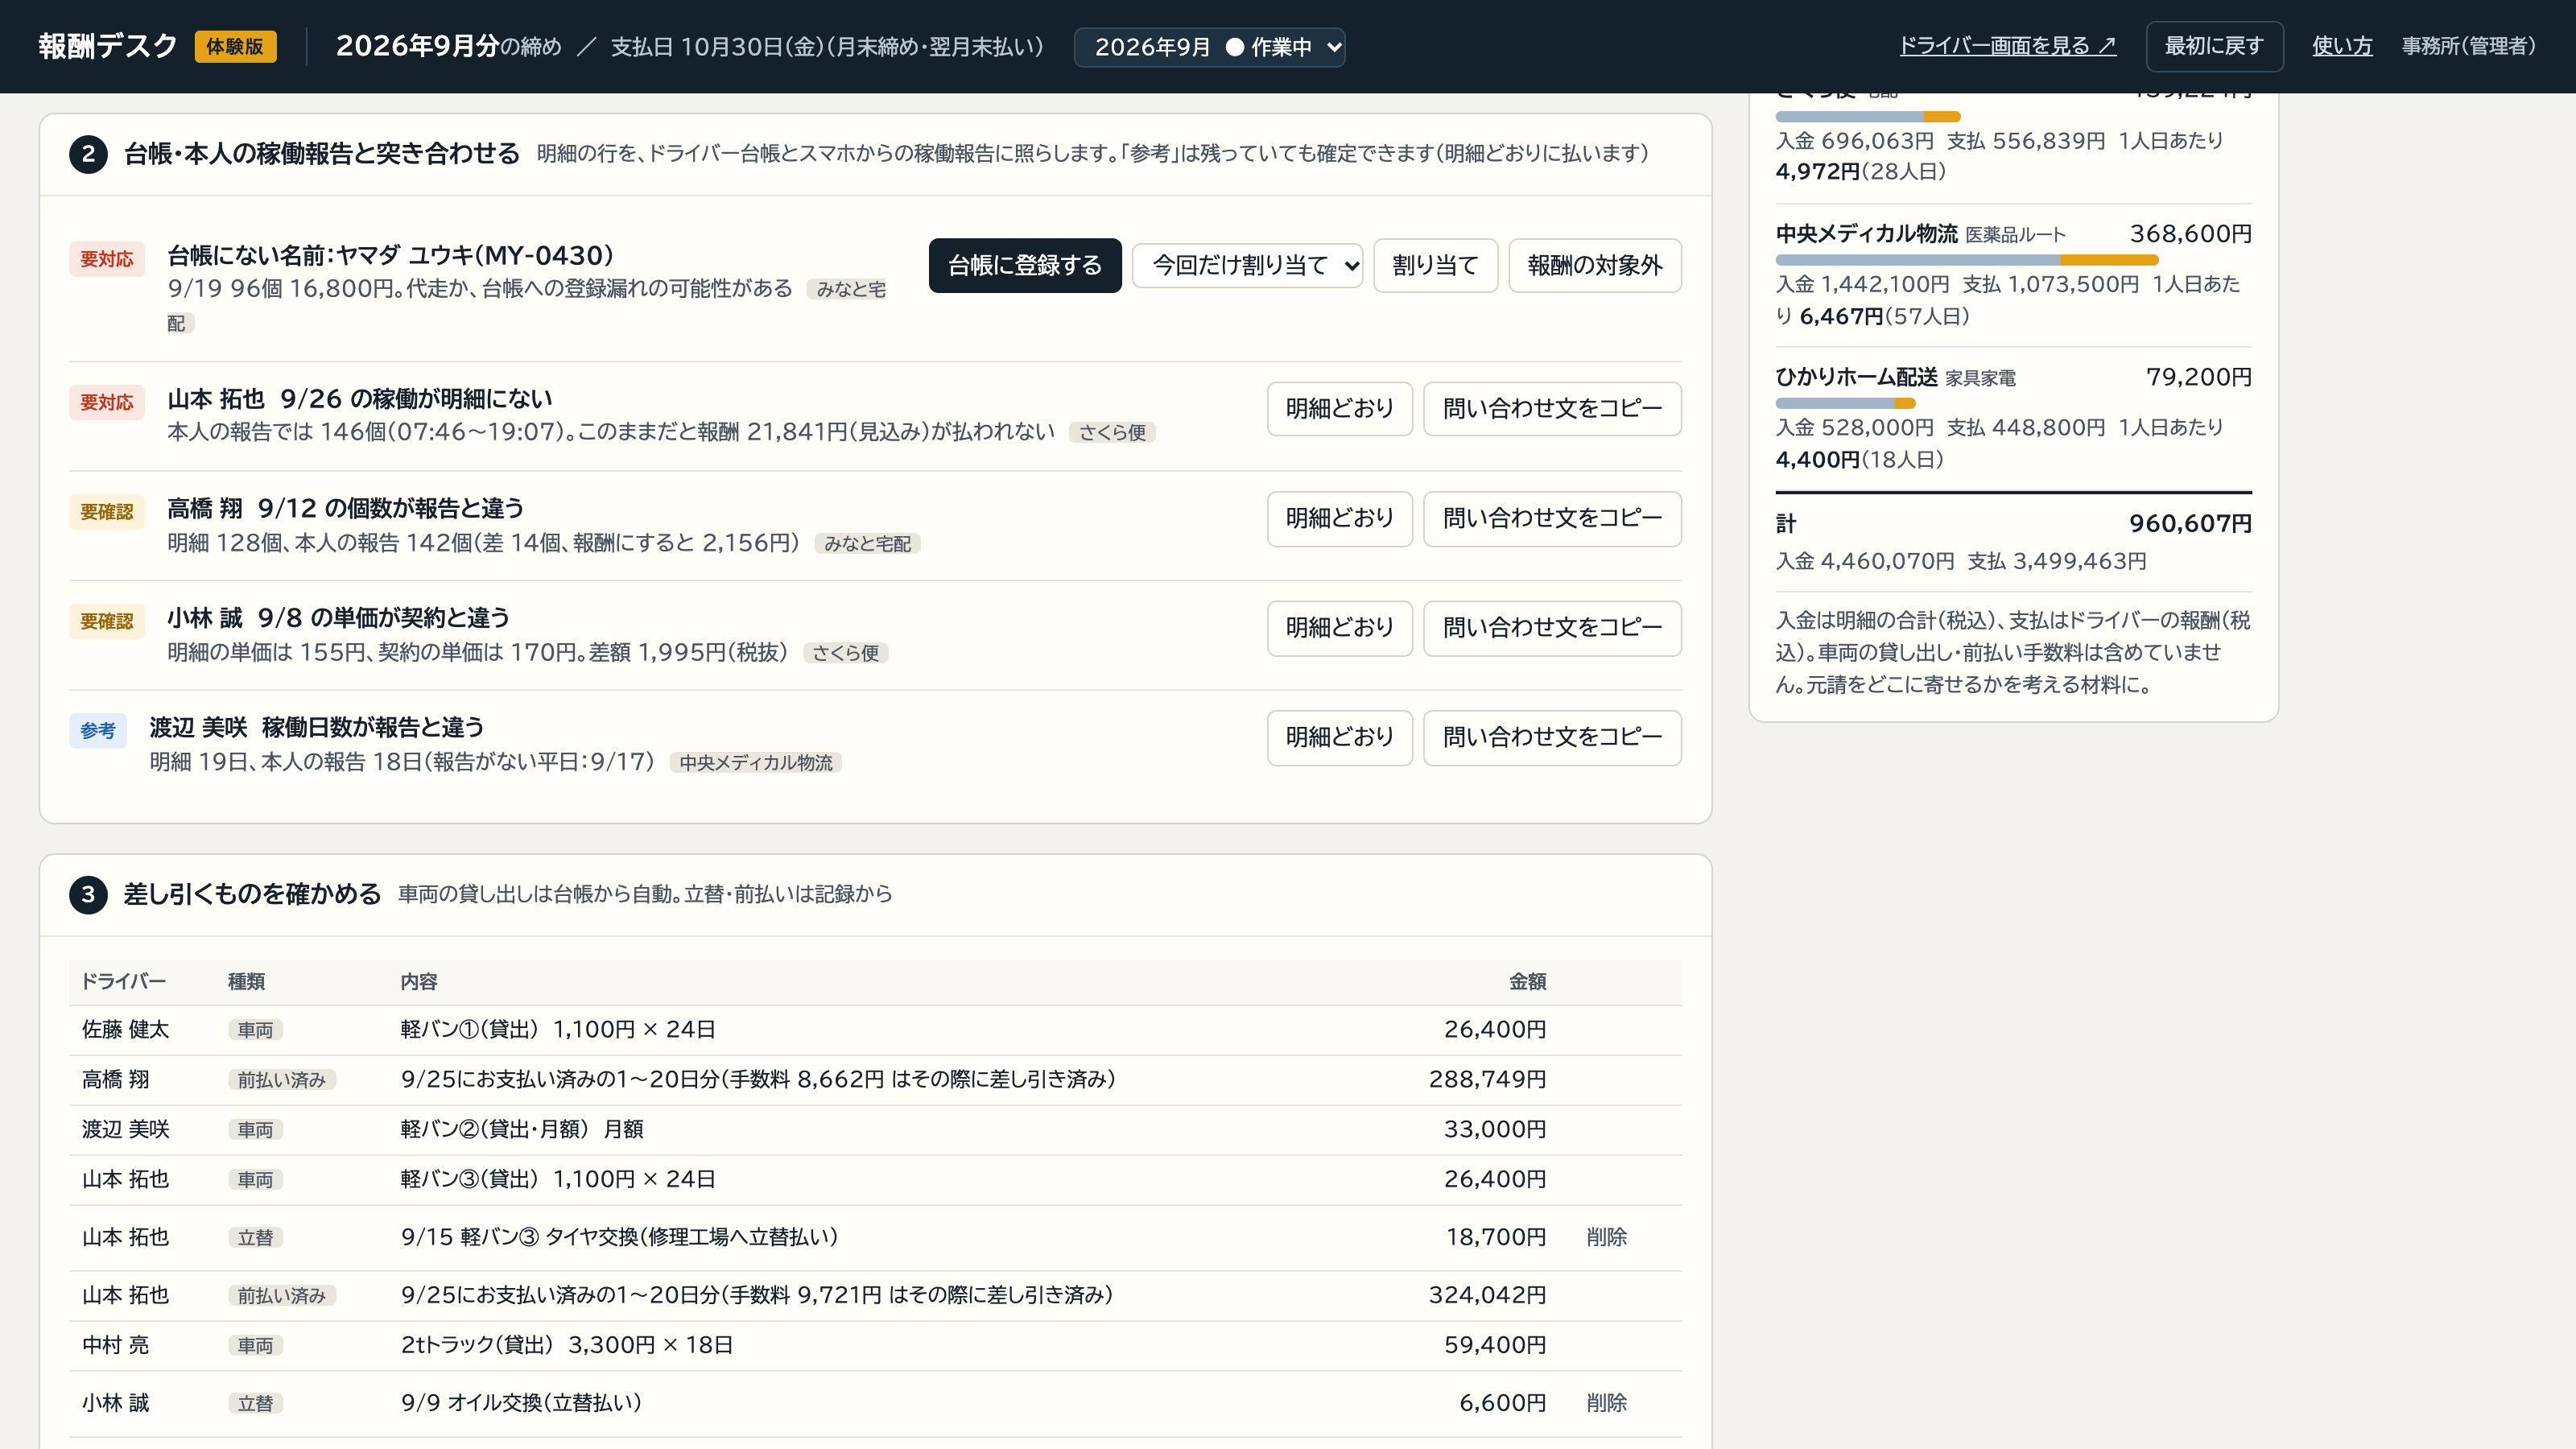 報酬デスク 体験版 2026年9月分の締め ／ 支払日 10月30日(金)(月末締め・翌月末払い) 2026年9月 ● 作業中 ドライバー画面を見る ↗ 最初に戻す 使い方 事務所(管理者)
2 台帳・本人の稼働報告と突き合わせる 明細の行を、ドライバー台帳とスマホからの稼働報告に照らします。「参考」は残っていても確定できます(明細どおりに払います)
要対応 台帳にない名前：ヤマダ ユウキ(MY-0430)
9/19 96個 16,800円。代走か、台帳への登録漏れの可能性がある みなと宅
配
台帳に登録する 今回だけ割り当て 割り当て 報酬の対象外
要対応 山本 拓也 9/26 の稼働が明細にない
本人の報告では 146個(07:46〜19:07)。このままだと報酬 21,841円(見込み)が払われない さくら便
明細どおり 問い合わせ文をコピー
要確認 高橋 翔 9/12 の個数が報告と違う
明細 128個、本人の報告 142個(差 14個、報酬にすると 2,156円) みなと宅配
明細どおり 問い合わせ文をコピー
要確認 小林 誠 9/8 の単価が契約と違う
明細の単価は 155円、契約の単価は 170円。差額 1,995円(税抜) さくら便
明細どおり 問い合わせ文をコピー
参考 渡辺 美咲 稼働日数が報告と違う
明細 19日、本人の報告 18日(報告がない平日：9/17) 中央メディカル物流
明細どおり 問い合わせ文をコピー
3 差し引くものを確かめる 車両の貸し出しは台帳から自動。立替・前払いは記録から
ドライバー 種類 内容 金額
佐藤 健太 車両 軽バン①(貸出) 1,100円 × 24日 26,400円
高橋 翔 前払い済み 9/25にお支払い済みの1〜20日分(手数料 8,662円 はその際に差し引き済み) 288,749円
渡辺 美咲 車両 軽バン②(貸出・月額) 月額 33,000円
山本 拓也 車両 軽バン③(貸出) 1,100円 × 24日 26,400円
山本 拓也 立替 9/15 軽バン③ タイヤ交換(修理工場へ立替払い) 18,700円 削除
山本 拓也 前払い済み 9/25にお支払い済みの1〜20日分(手数料 9,721円 はその際に差し引き済み) 324,042円
中村 亮 車両 2tトラック(貸出) 3,300円 × 18日 59,400円
小林 誠 立替 9/9 オイル交換(立替払い) 6,600円 削除
入金 696,063円 支払 556,839円 1人日あたり
4,972円(28人日)
中央メディカル物流 医薬品ルート 368,600円
入金 1,442,100円 支払 1,073,500円 1人日あた
り 6,467円(57人日)
ひかりホーム配送 家具家電 79,200円
入金 528,000円 支払 448,800円 1人日あたり
4,400円(18人日)
計 960,607円
入金 4,460,070円 支払 3,499,463円
入金は明細の合計(税込)、支払はドライバーの報酬(税
込)。車両の貸し出し・前払い手数料は含めていませ
ん。元請をどこに寄せるかを考える材料に。